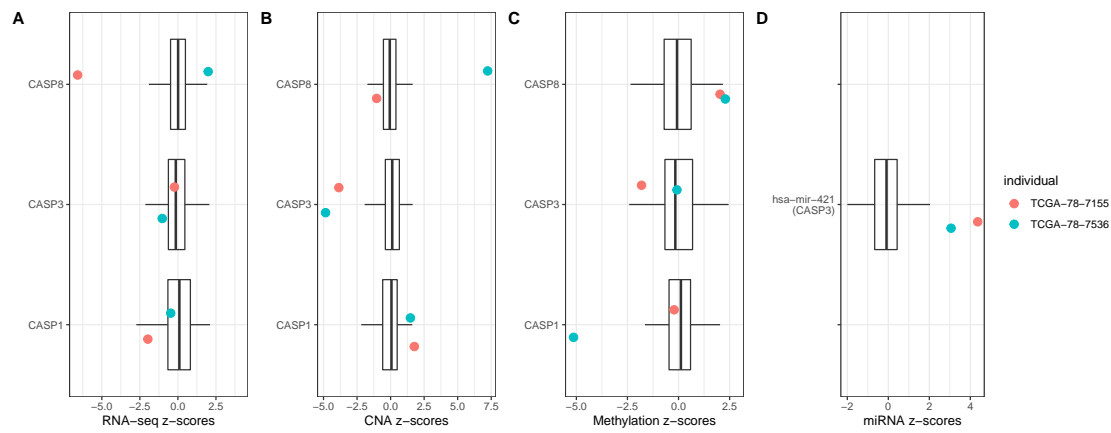 A
CASP8
CASP3
CASP1
−5.0
−2.5
0.0
2.5
RNA−seq z−scores
B
CASP8
CASP3
CASP1
−5.0
−2.5
0.0
2.5
5.0
7.5
CNA z−scores
C
CASP8
CASP3
CASP1
−5.0
−2.5
0.0
2.5
Methylation z−scores
D
hsa−mir−421
(CASP3)
−2
0
2
4
miRNA z−scores
individual
TCGA−78−7155
TCGA−78−7536